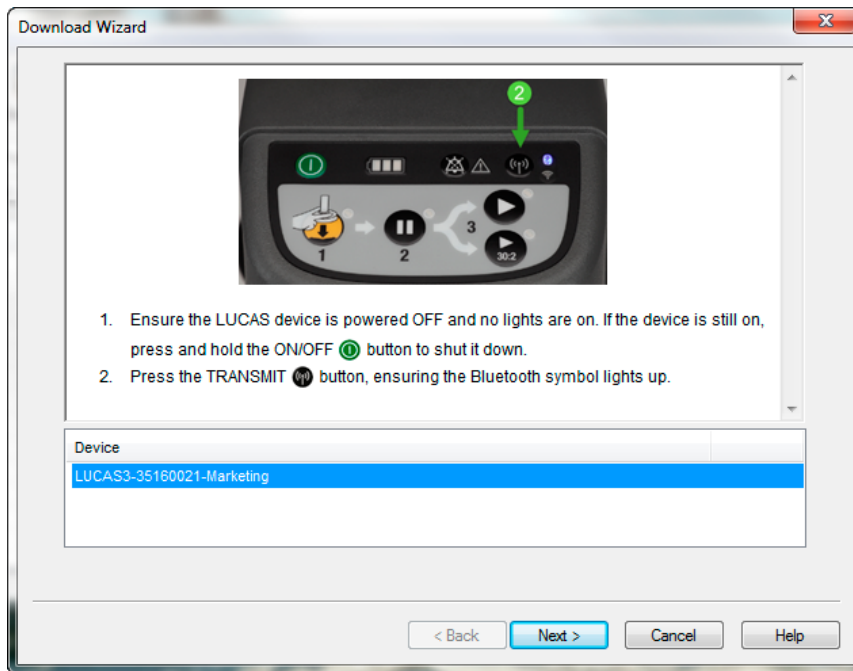 Download Wizard
2
1
2
3
30:2
1. Ensure the LUCAS device is powered OFF and no lights are on. If the device is still on,
press and hold the ON/OFF button to shut it down.
2. Press the TRANSMIT button, ensuring the Bluetooth symbol lights up.
Device
LUCAS3-35160021-Marketing
< Back
Next >
Cancel
Help